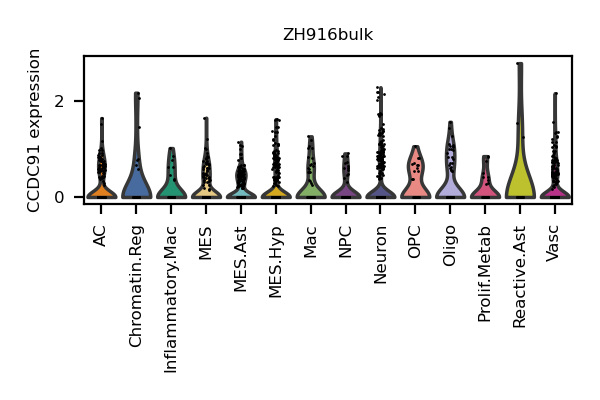 ZH916bulk
CCDC91 expression
2
0
AC
Chromatin.Reg
Inflammatory.Mac
MES
MES.Ast
MES.Hyp
Mac
NPC
Neuron
OPC
Oligo
Prolif.Metab
Reactive.Ast
Vasc